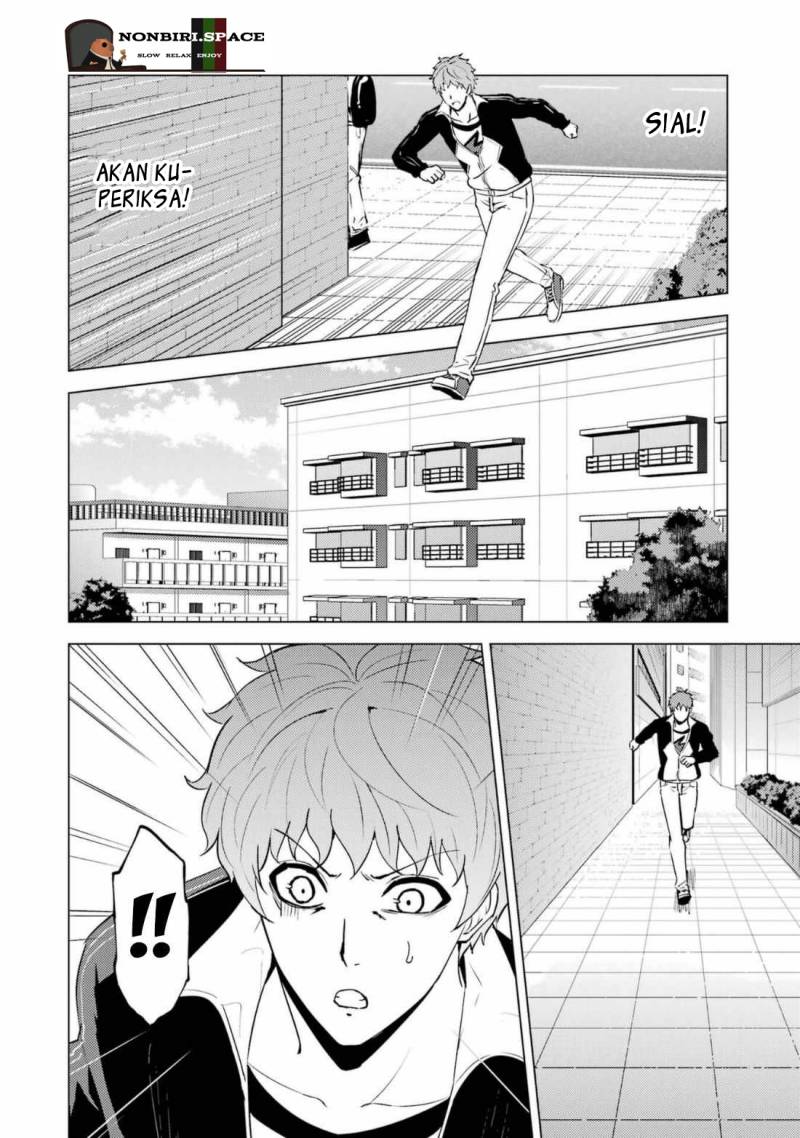 NONBIRI.SPACE
SLOW RELAX ENJOY
SIAL!
AKAN KU-
PERIKSA!
!!